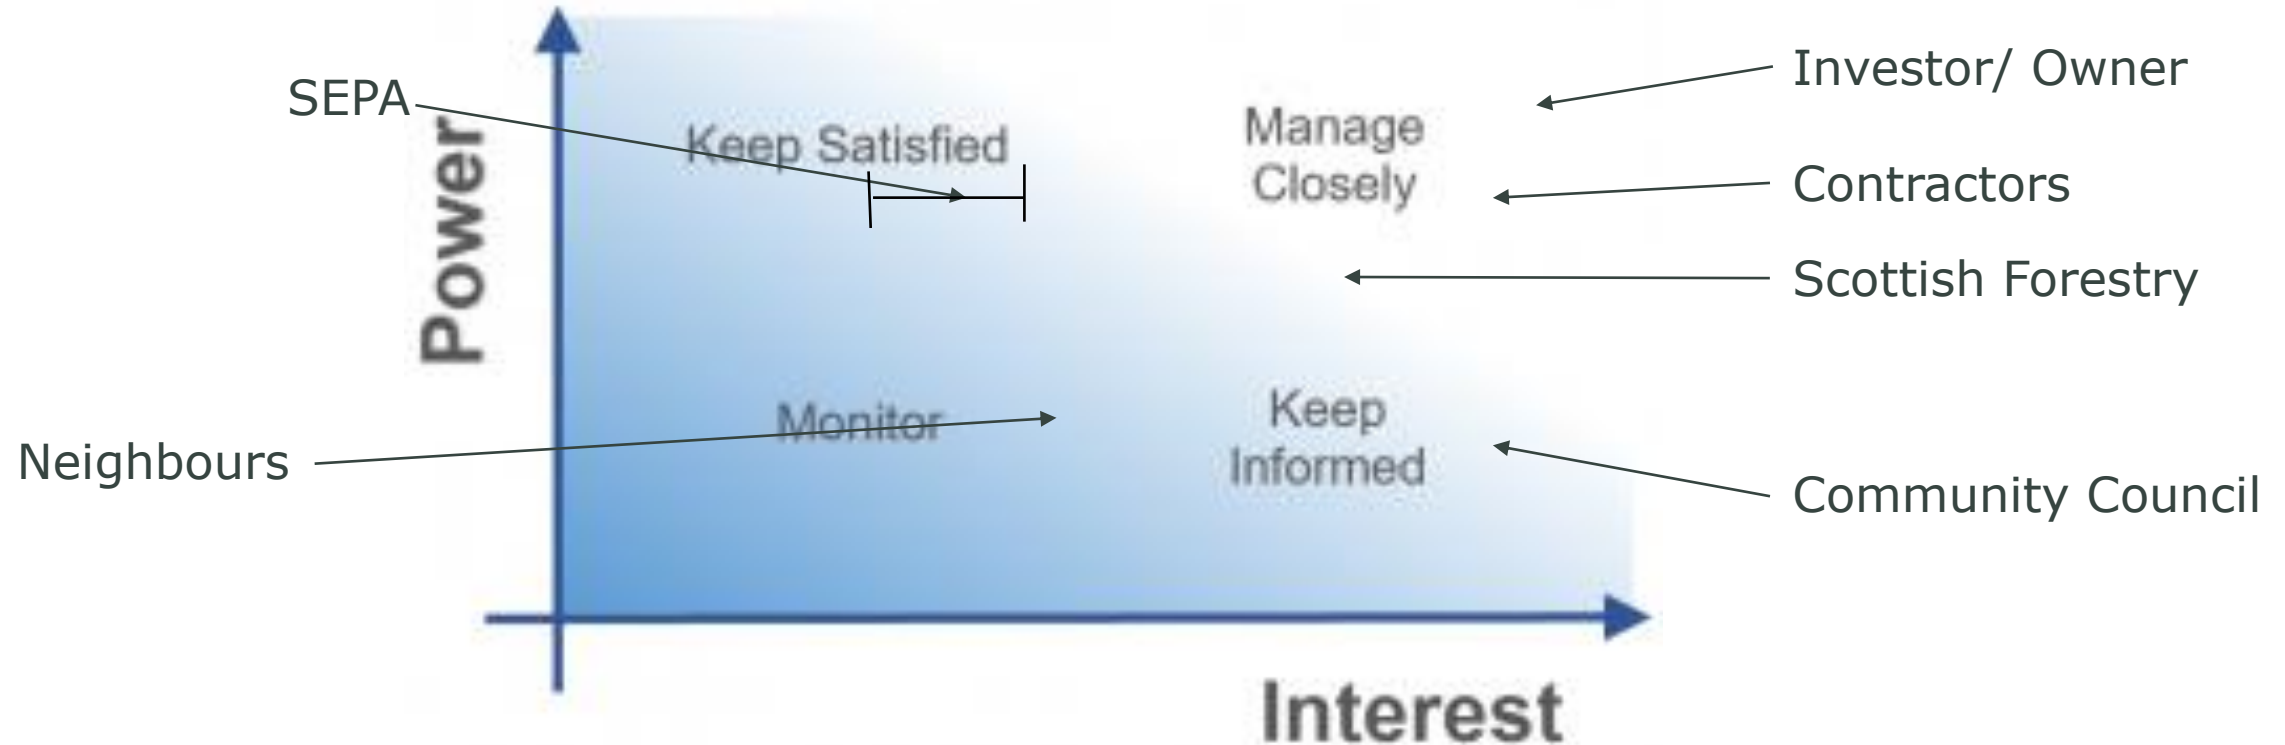 Investor/ Owner
SEPA
Manage
Closely
Keep Satisfied
Contractors
Power
Scottish Forestry
Keep
Informed
Monitor
Neighbours
Community Council
Interest